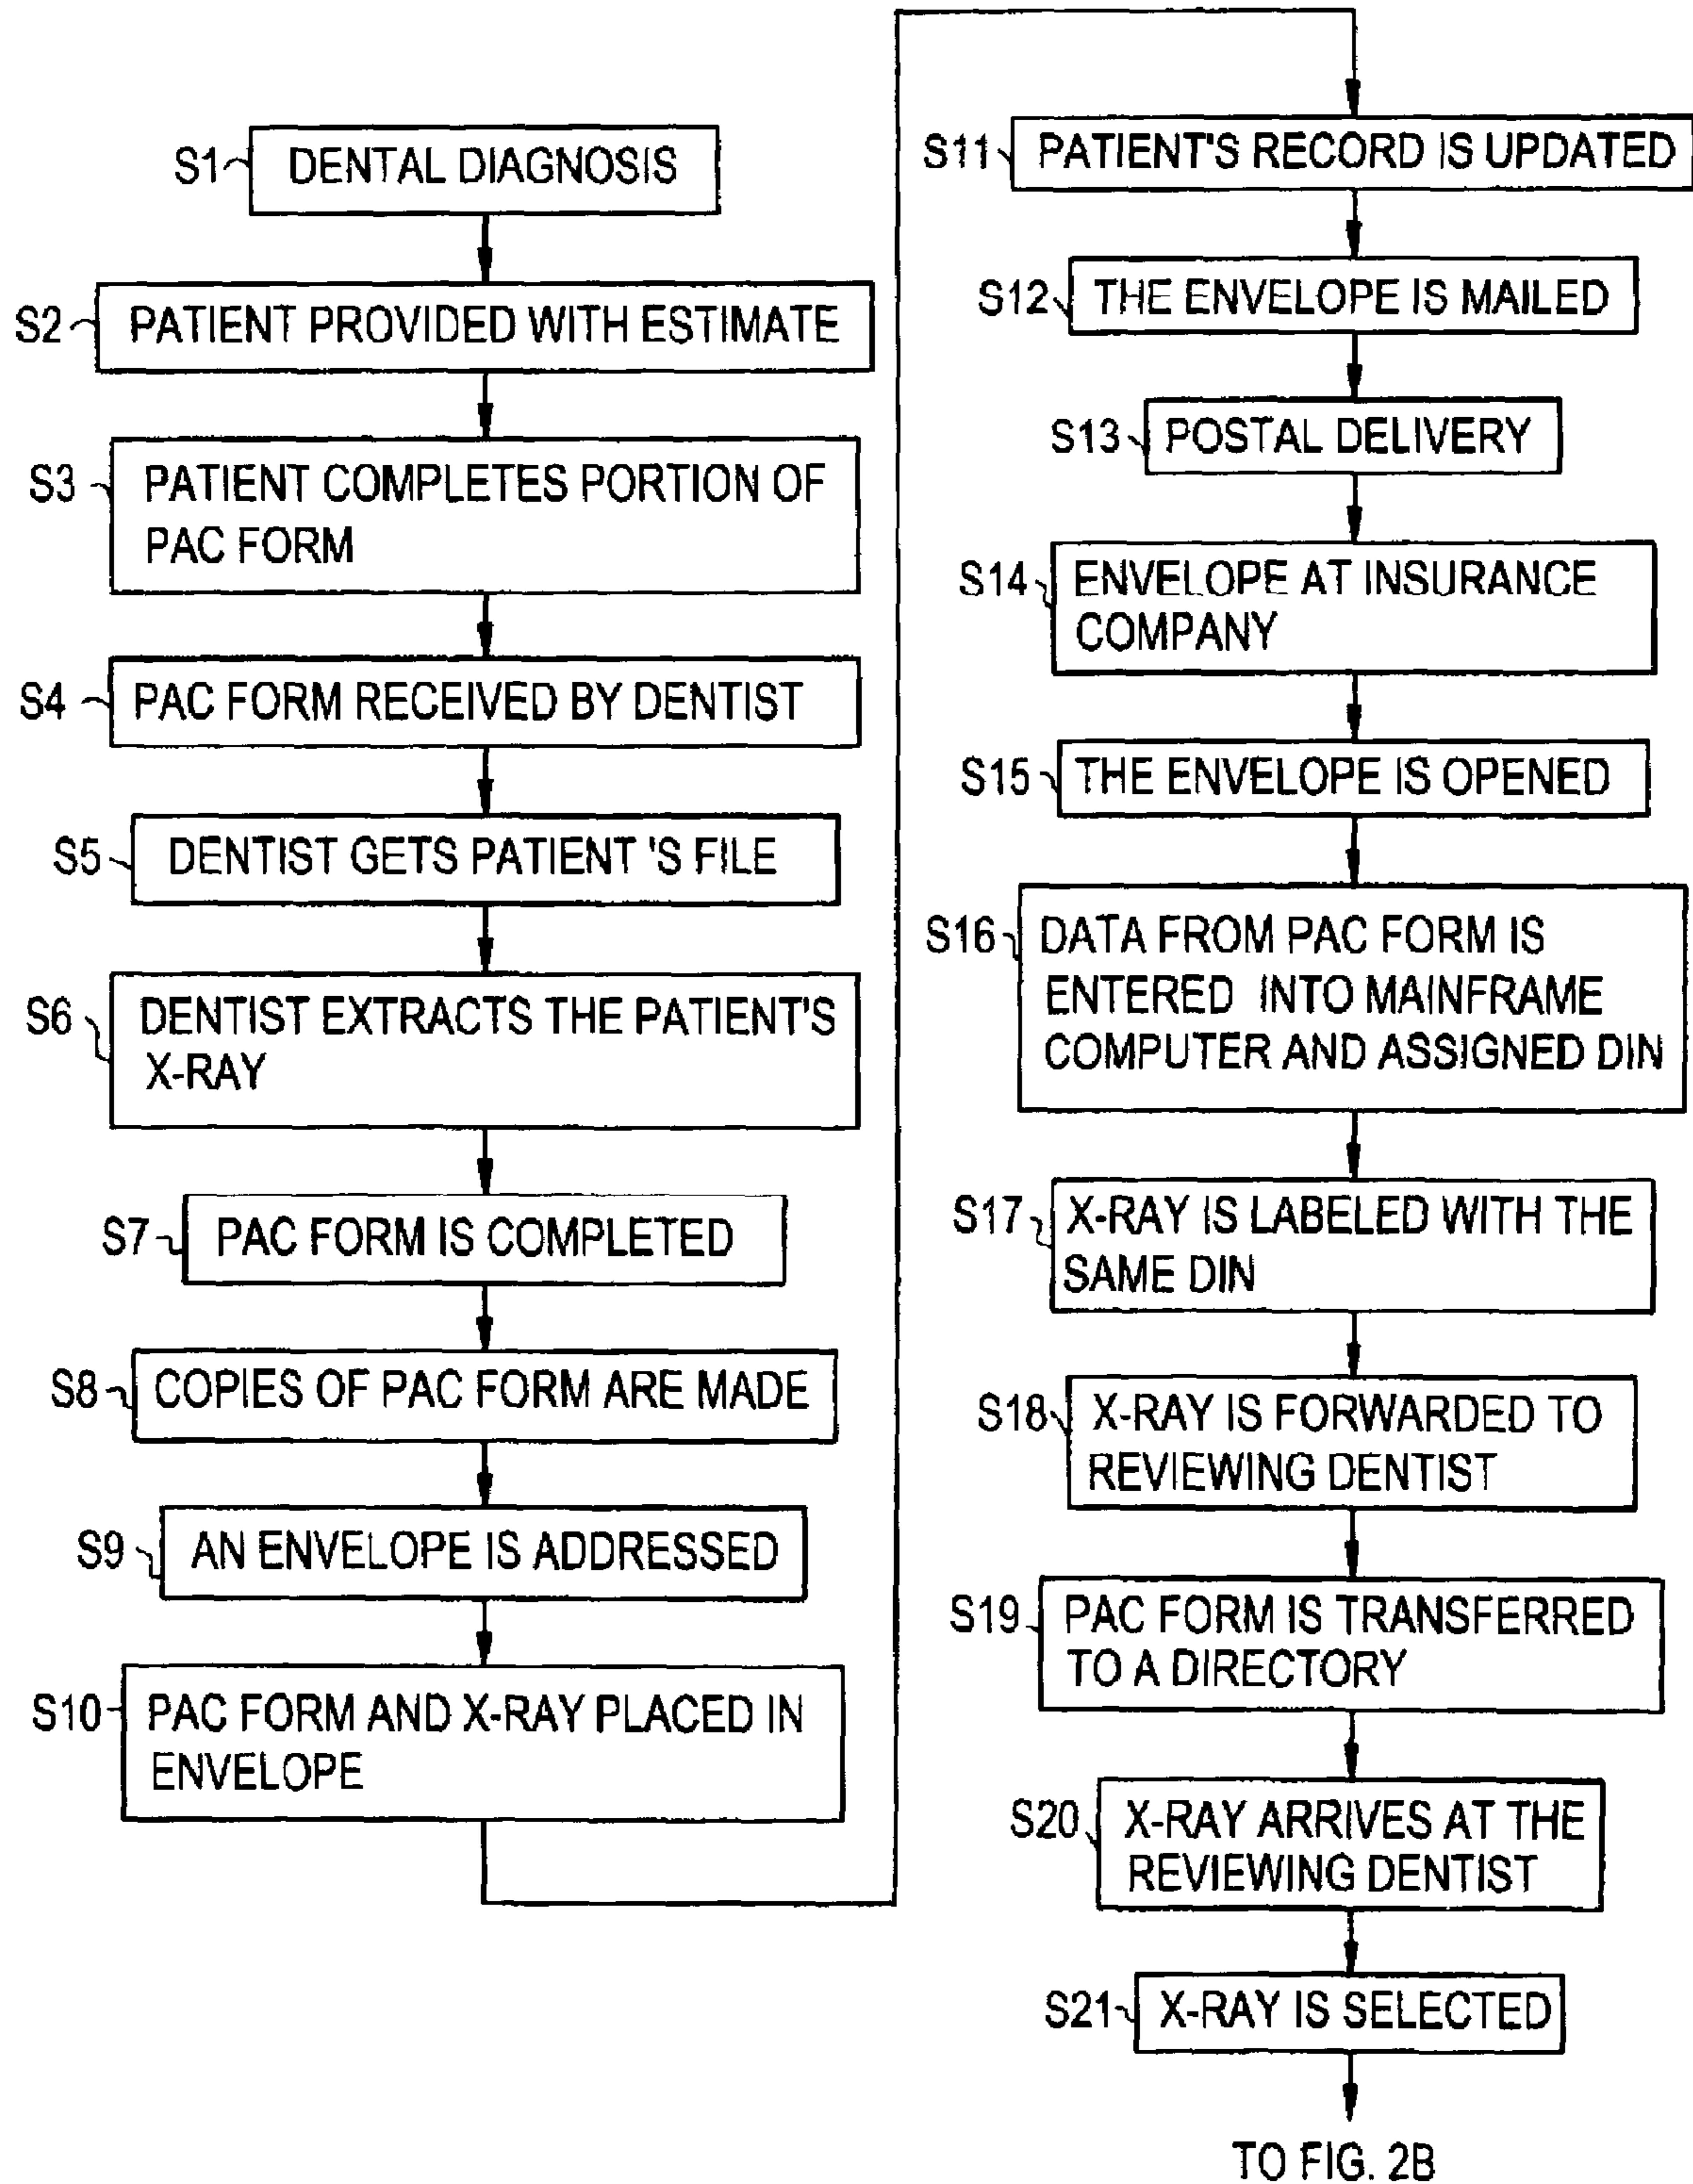 S1 DENTAL DIAGNOSIS
S2 PATIENT PROVIDED WITH ESTIMATE
S3 PATIENT COMPLETES PORTION OF
PAC FORM
S4 PAC FORM RECEIVED BY DENTIST
S5 DENTIST GETS PATIENT 'S FILE
S6 DENTIST EXTRACTS THE PATIENT'S
X-RAY
S7 PAC FORM IS COMPLETED
S8 COPIES OF PAC FORM ARE MADE
S9 AN ENVELOPE IS ADDRESSED
S10 PAC FORM AND X-RAY PLACED IN
ENVELOPE
S11 PATIENT'S RECORD IS UPDATED
S12 THE ENVELOPE IS MAILED
S13 POSTAL DELIVERY
S14 ENVELOPE AT INSURANCE
COMPANY
S15 THE ENVELOPE IS OPENED
S16 DATA FROM PAC FORM IS
ENTERED INTO MAINFRAME
COMPUTER AND ASSIGNED DIN
S17 X-RAY IS LABELED WITH THE
SAME DIN
S18 X-RAY IS FORWARDED TO
REVIEWING DENTIST
S19 PAC FORM IS TRANSFERRED
TO A DIRECTORY
S20 X-RAY ARRIVES AT THE
REVIEWING DENTIST
S21 X-RAY IS SELECTED
TO FIG. 2B